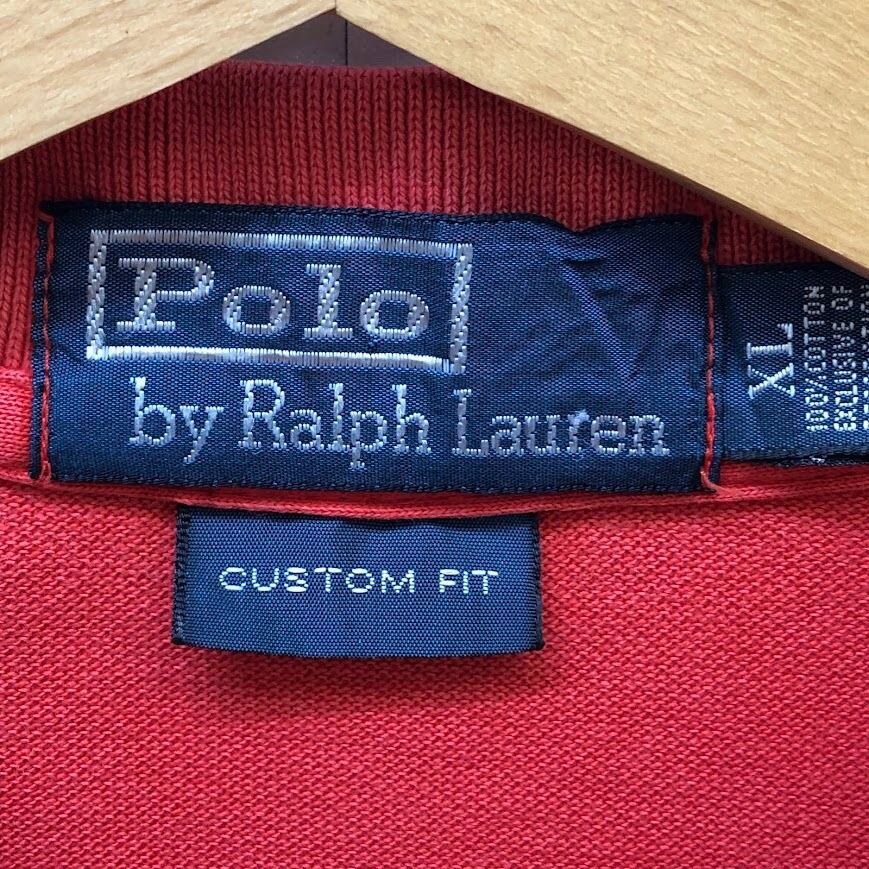 Polo
by Ralph Lauren
XL
100% COTTON
EXCLUSIVE OF
CUSTOM FIT